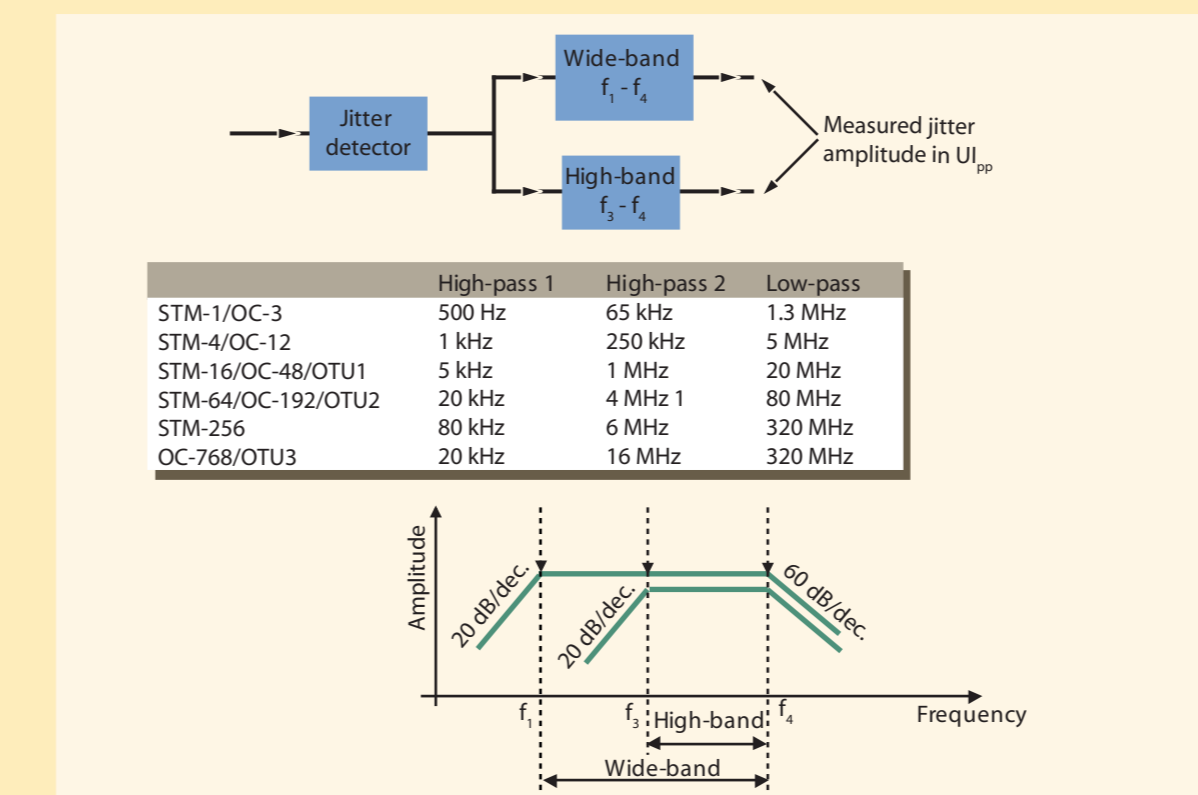 Wide-band
f1 - f4
Jitter
detector
Measured jitter
amplitude in UIpp
High-band
f3 - f4
High-pass 1 High-pass 2 Low-pass
STM-1/OC-3 500 Hz 65 kHz 1.3 MHz
STM-4/OC-12 1 kHz 250 kHz 5 MHz
STM-16/OC-48/OTU1 5 kHz 1 MHz 20 MHz
STM-64/OC-192/OTU2 20 kHz 4 MHz 1 80 MHz
STM-256 80 kHz 6 MHz 320 MHz
OC-768/OTU3 20 kHz 16 MHz 320 MHz
Amplitude
20 dB/dec.
20 dB/dec.
60 dB/dec.
f1 f3 High-band f4 Frequency
Wide-band